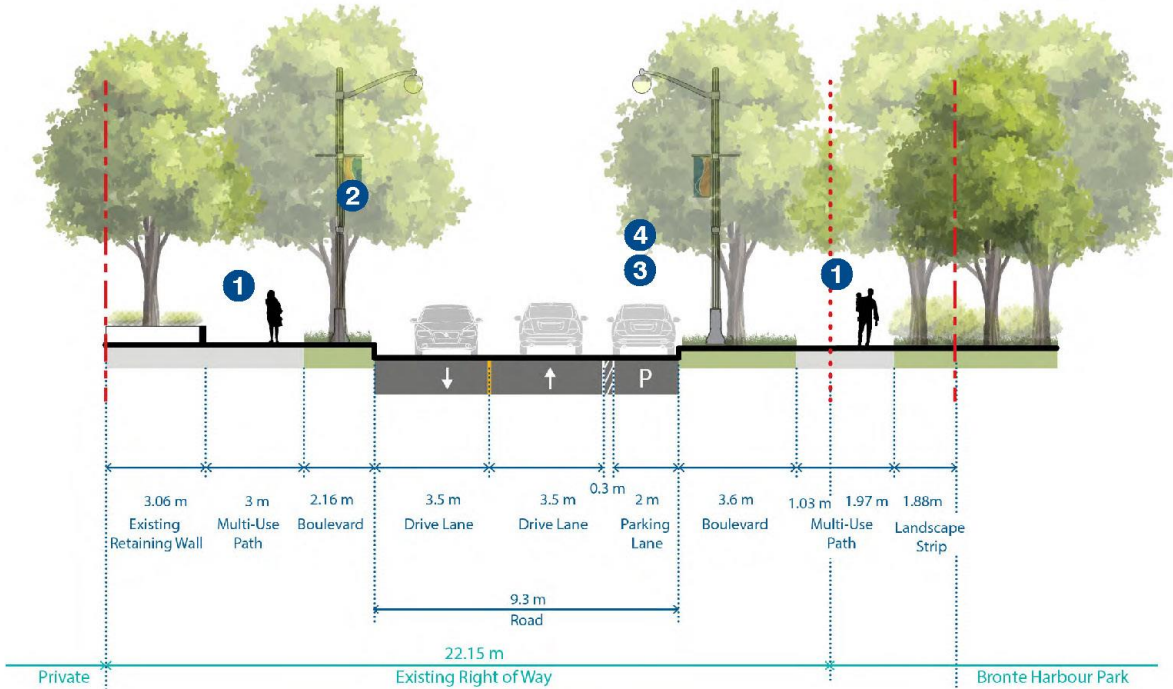 2
4
3
1
1
↓
↑
P
0.3 m
3.06 m
Existing
Retaining Wall
3 m
Multi-Use
Path
2.16 m
Boulevard
3.5 m
Drive Lane
3.5 m
Drive Lane
2 m
Parking
Lane
3.6 m
Boulevard
1.03 m
1.97 m
Multi-Use
Path
1.88m
Landscape
Strip
9.3 m
Road
22.15 m
Private
Existing Right of Way
Bronte Harbour Park